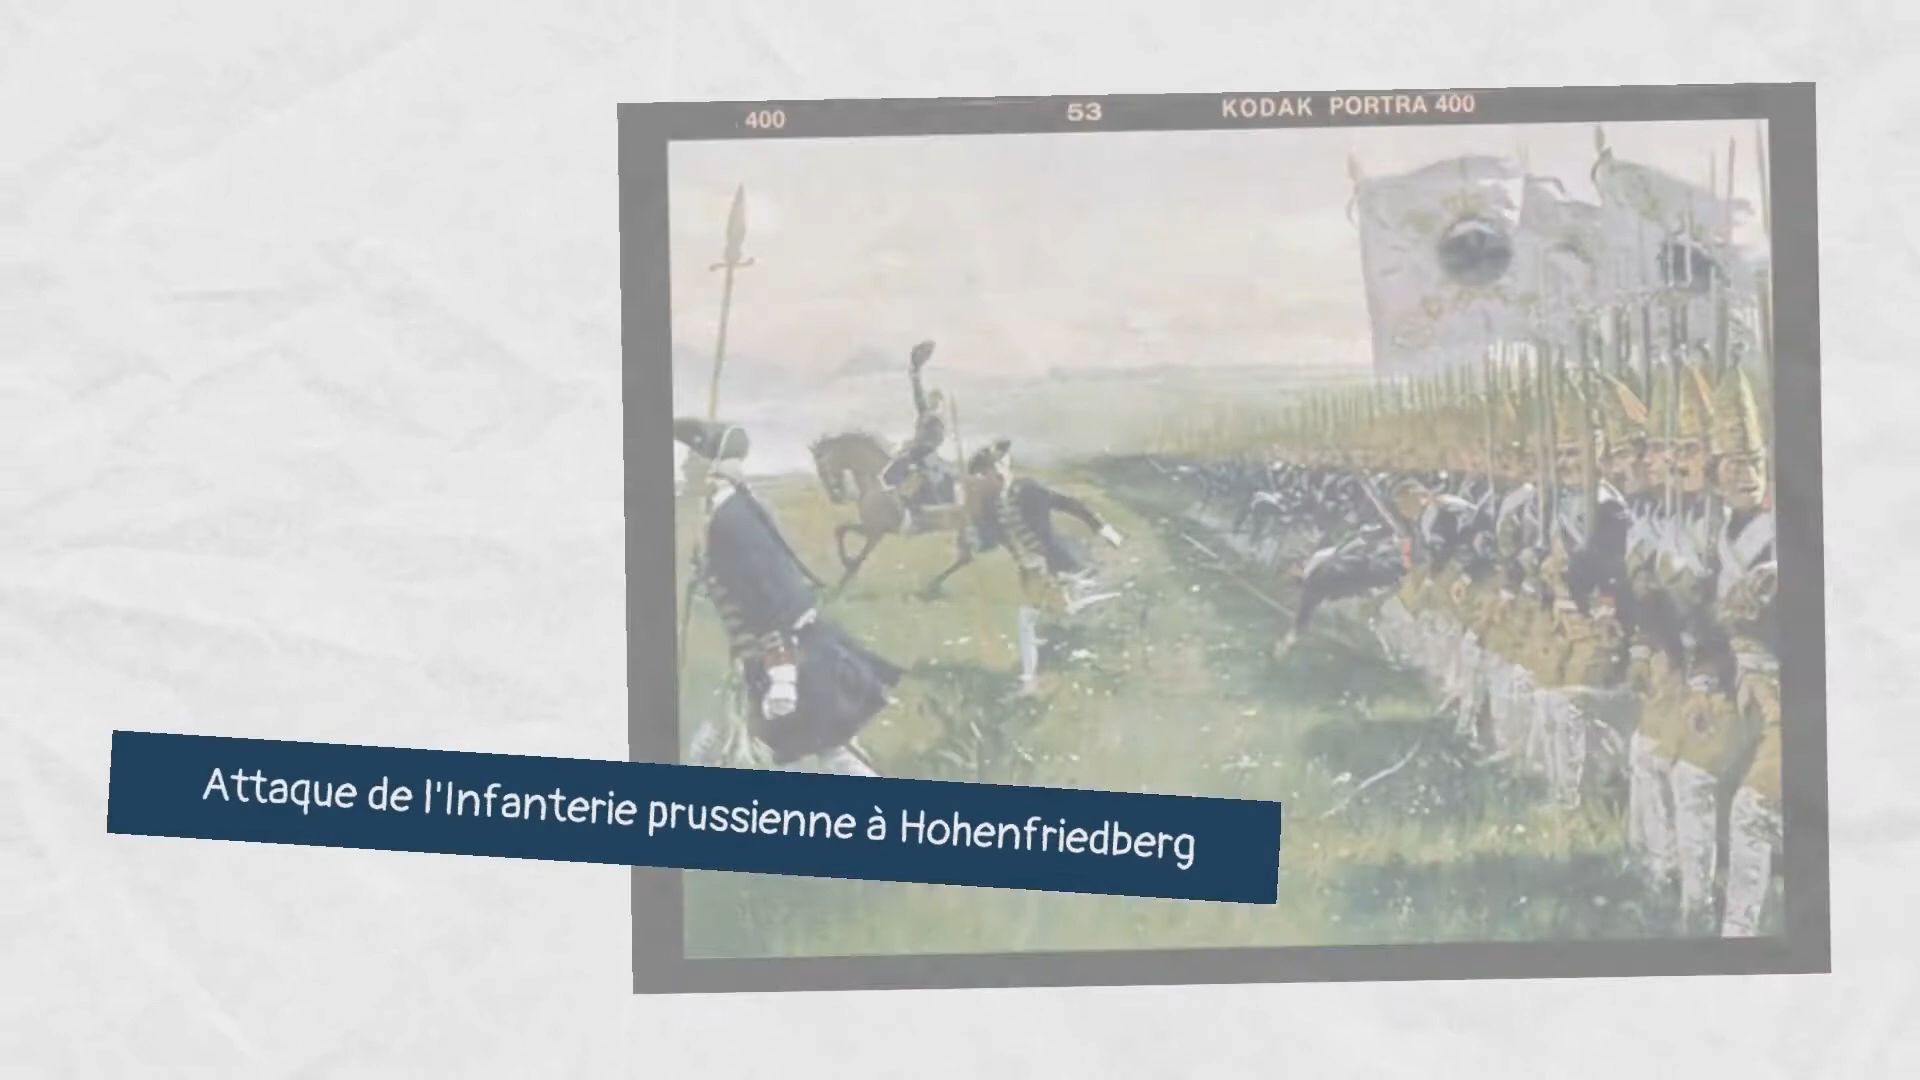 400 53 KODAK PORTRA 400
Attaque de l'Infanterie prussienne à Hohenfriedberg